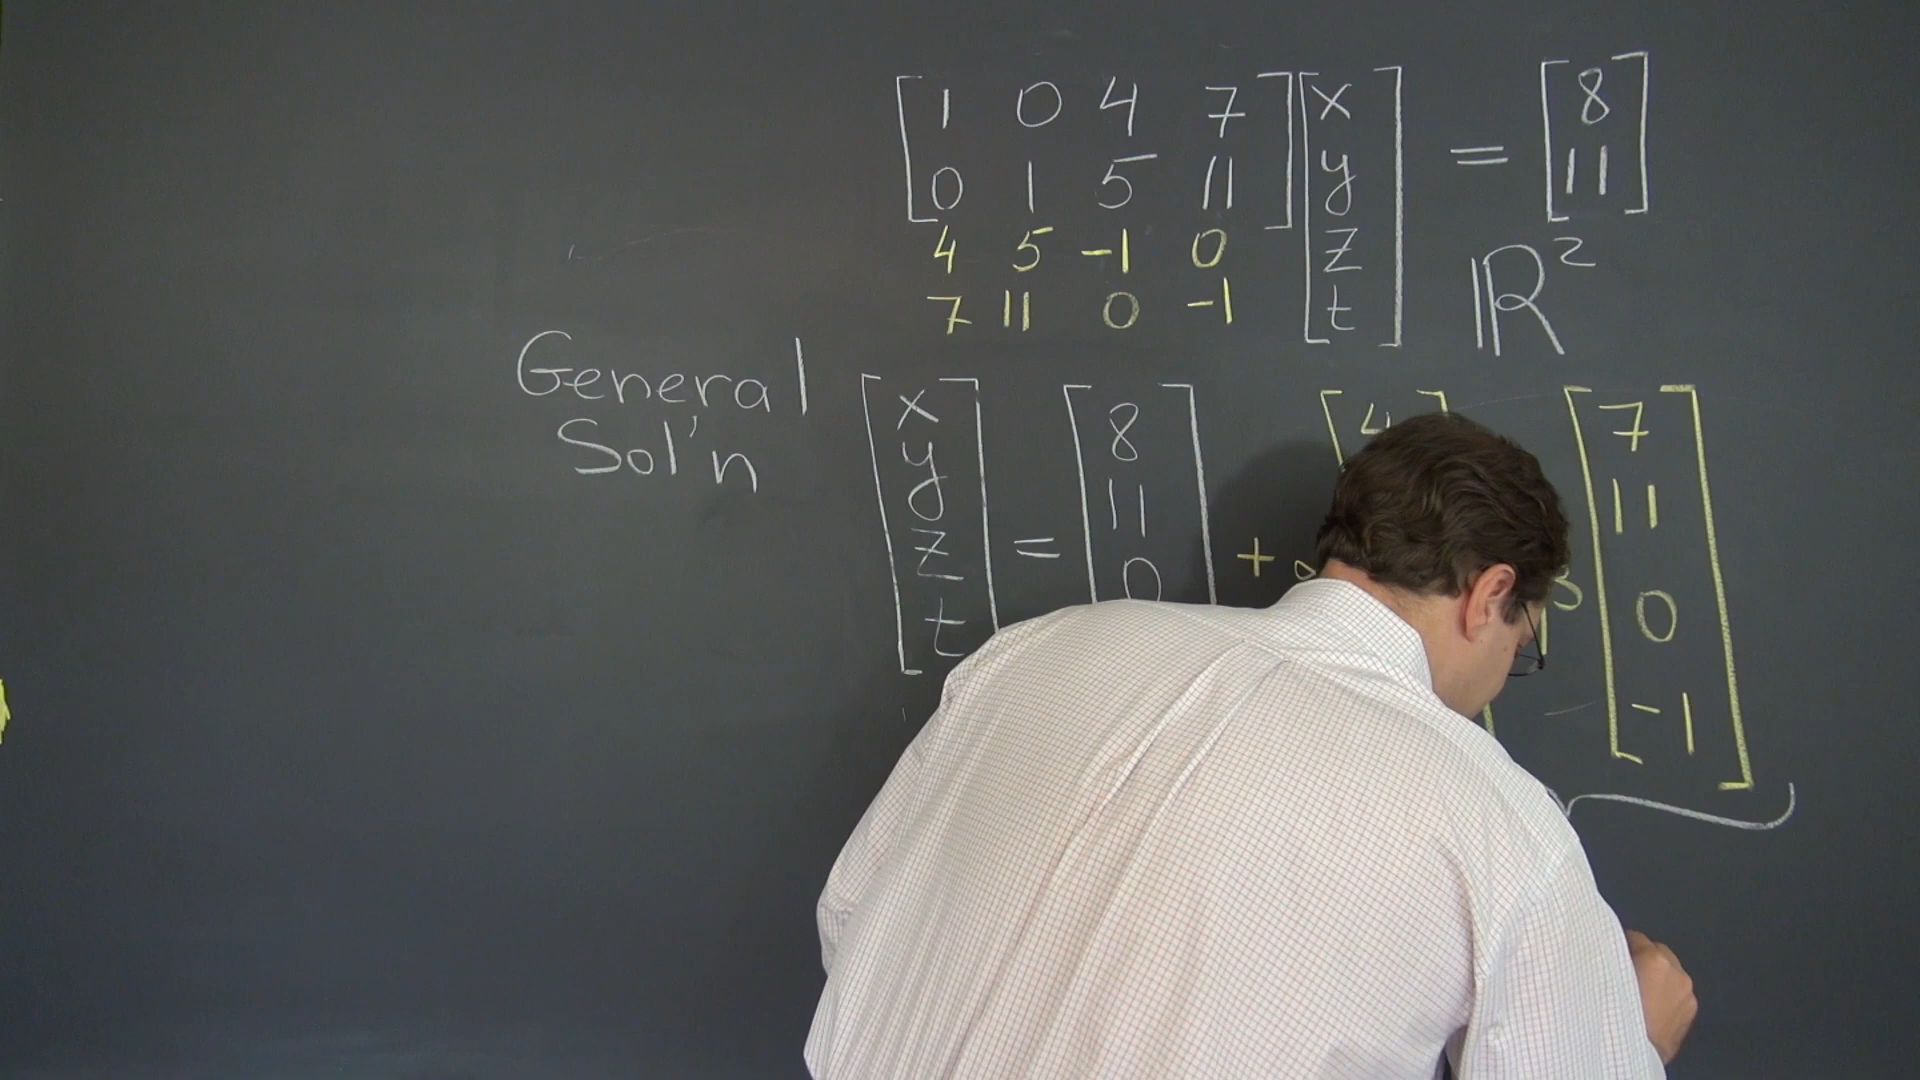 1 0 4 7 x = 8
0 1 5 11 y 11
4 5 -1 0 z ℝ²
7 11 0 -1 t
General
Sol'n
x 8 4 7
y 11 11
z = 0 + 0
t -1